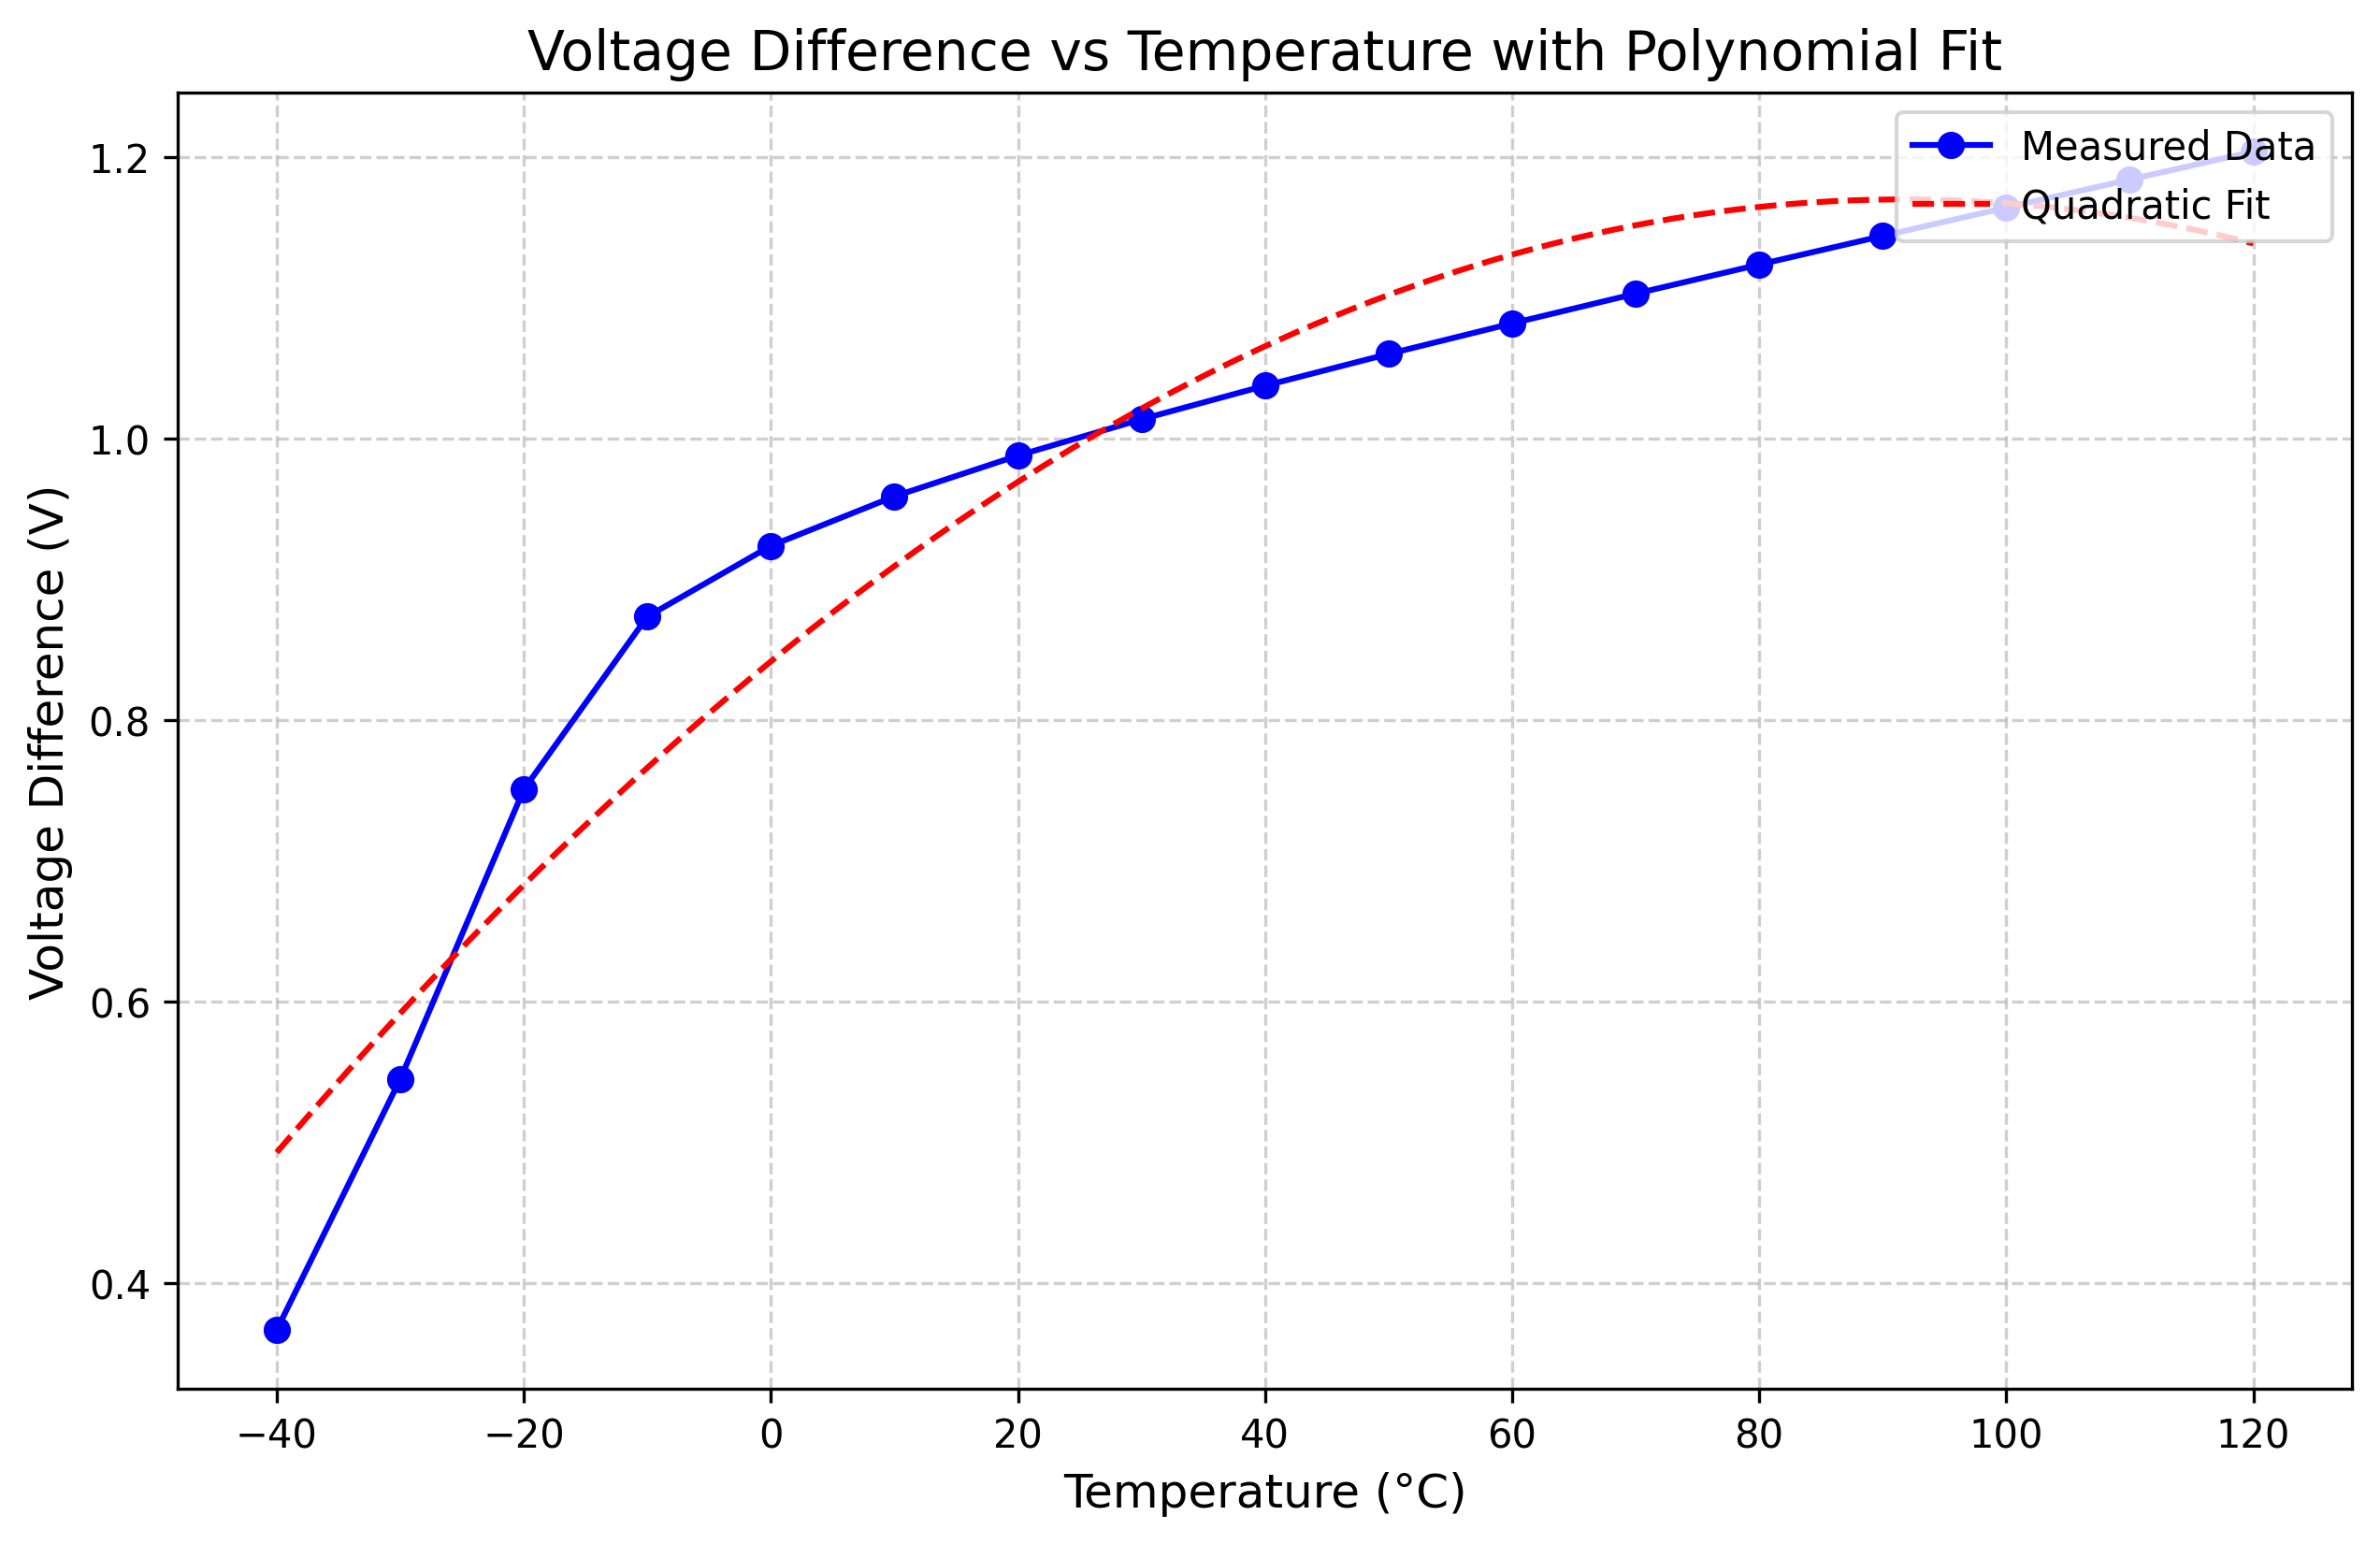 Voltage Difference vs Temperature with Polynomial Fit
Measured Data
Quadratic Fit
Voltage Difference (V)
1.2
1.0
0.8
0.6
0.4
−40
−20
0
20
40
60
80
100
120
Temperature (°C)